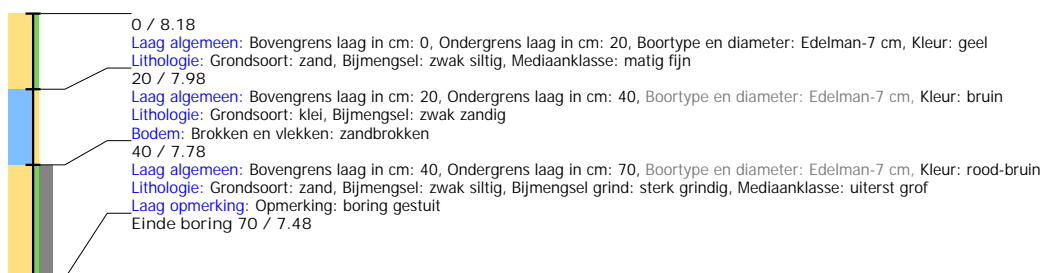 0 / 8.18
Laag algemeen: Bovengrens laag in cm: 0, Ondergrens laag in cm: 20, Boortype en diameter: Edelman-7 cm, Kleur: geel
Lithologie: Grondsoort: zand, Bijmengsel: zwak siltig, Mediaanklasse: matig fijn
20 / 7.98
Laag algemeen: Bovengrens laag in cm: 20, Ondergrens laag in cm: 40, Boortype en diameter: Edelman-7 cm, Kleur: bruin
Lithologie: Grondsoort: klei, Bijmengsel: zwak zandig
Bodem: Brokken en vlekken: zandbrokken
40 / 7.78
Laag algemeen: Bovengrens laag in cm: 40, Ondergrens laag in cm: 70, Boortype en diameter: Edelman-7 cm, Kleur: rood-bruin
Lithologie: Grondsoort: zand, Bijmengsel: zwak siltig, Bijmengsel grind: sterk grindig, Mediaanklasse: uiterst grof
Laag opmerking: Opmerking: boring gestuit
Einde boring 70 / 7.48